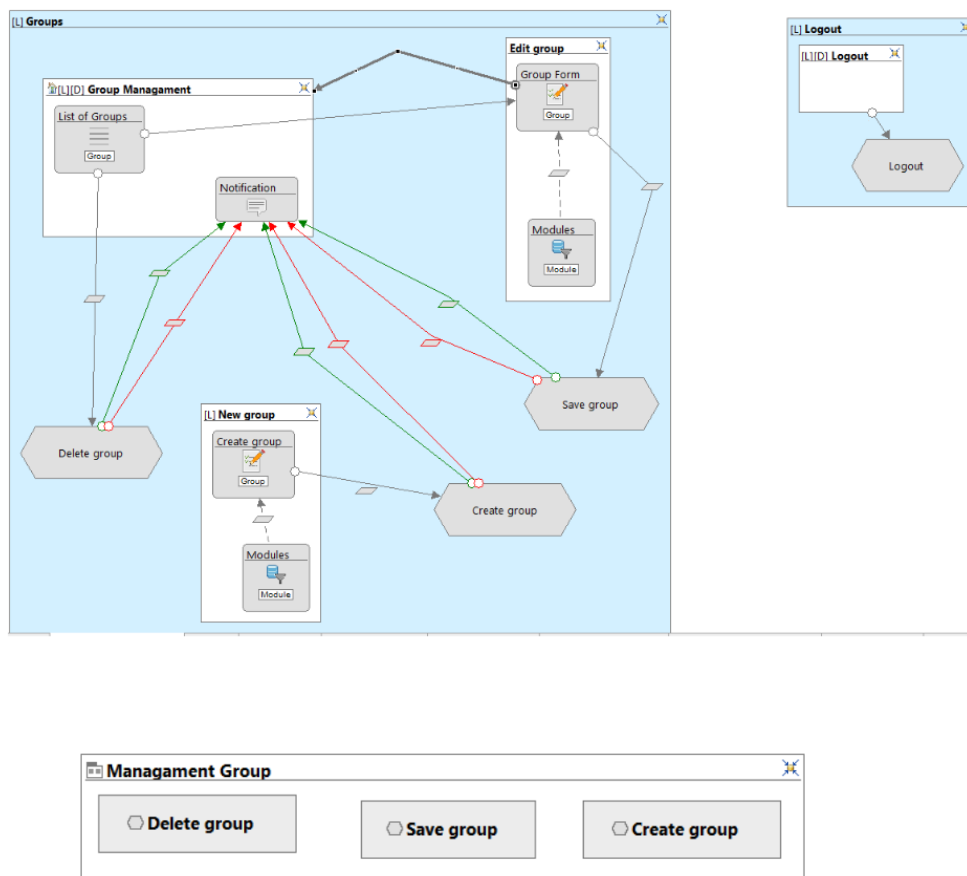 [L] Groups
Group Managament
[L][D]
List of Groups
Group
Notification
Edit group
Group Form
Group
Modules
Module
Delete group
[L] New group
Create group
Group
Modules
Module
Create group
Save group
[L] Logout
[L][D] Logout
Logout
Managament Group
Delete group
Save group
Create group